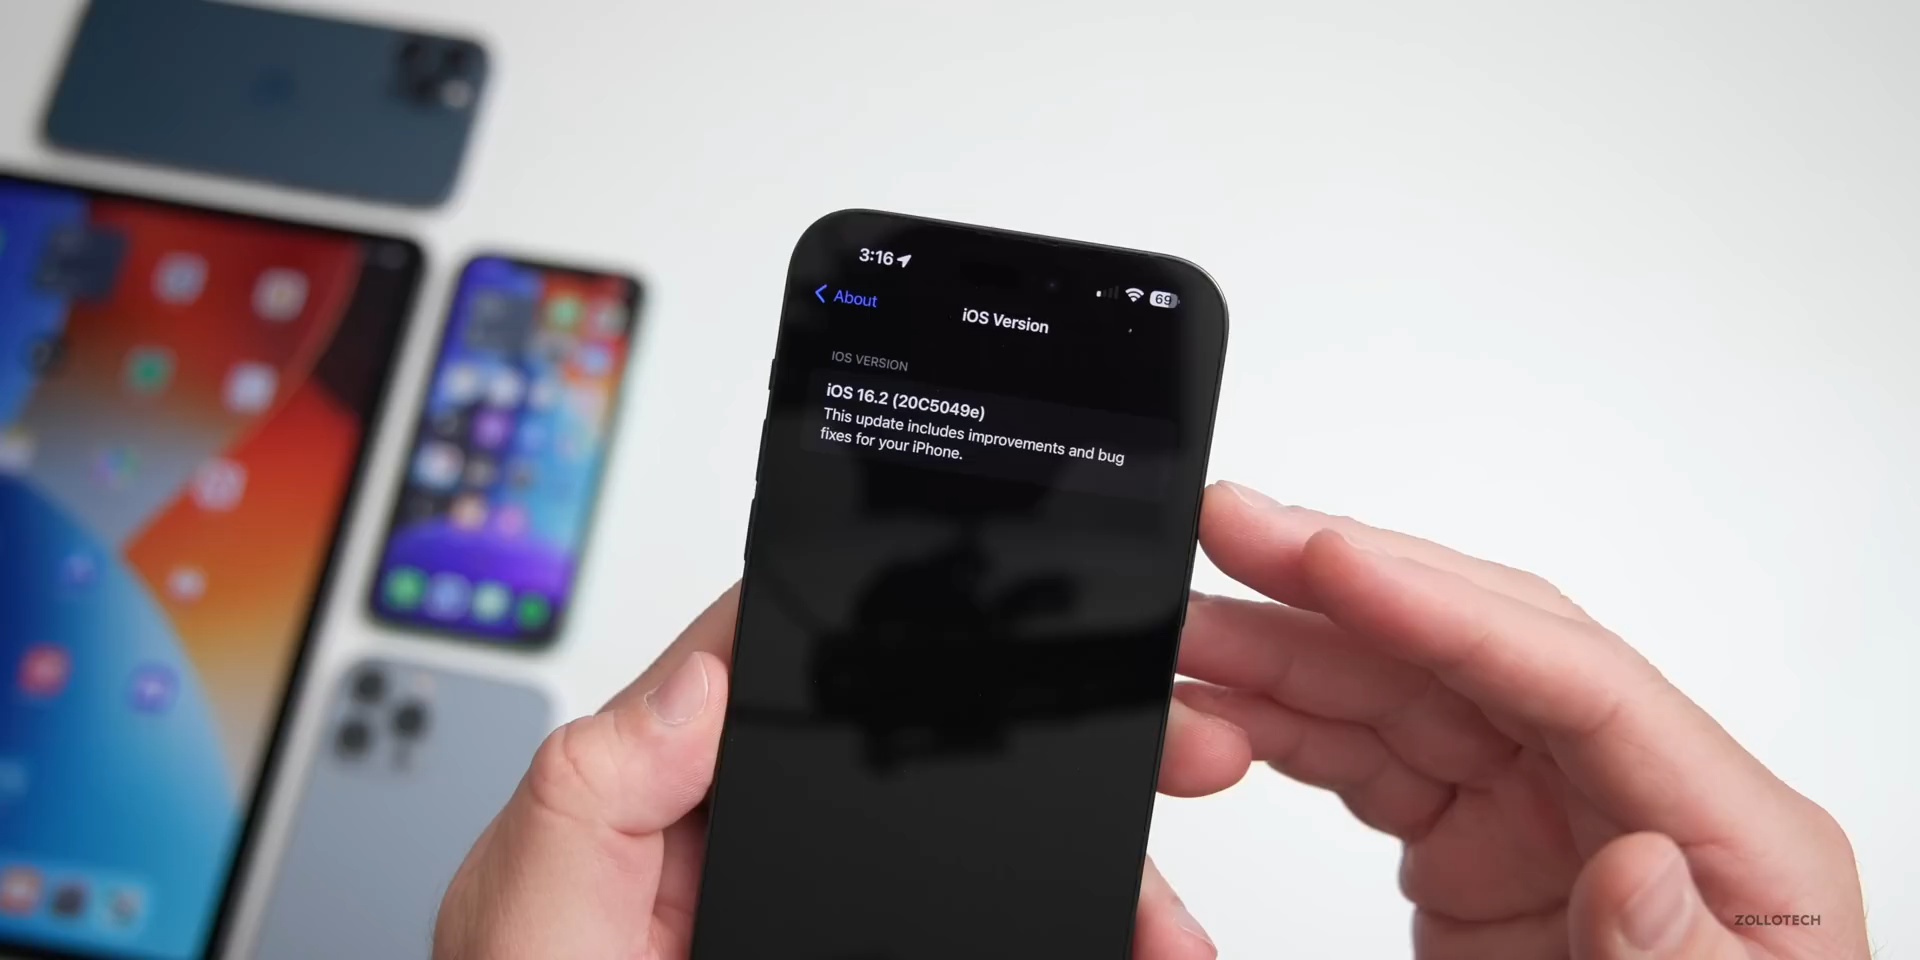 3:16
69
About
iOS Version
IOS VERSION
iOS 16.2 (20C5049e)
This update includes improvements and bug
fixes for your iPhone.
ZOLLOTECH